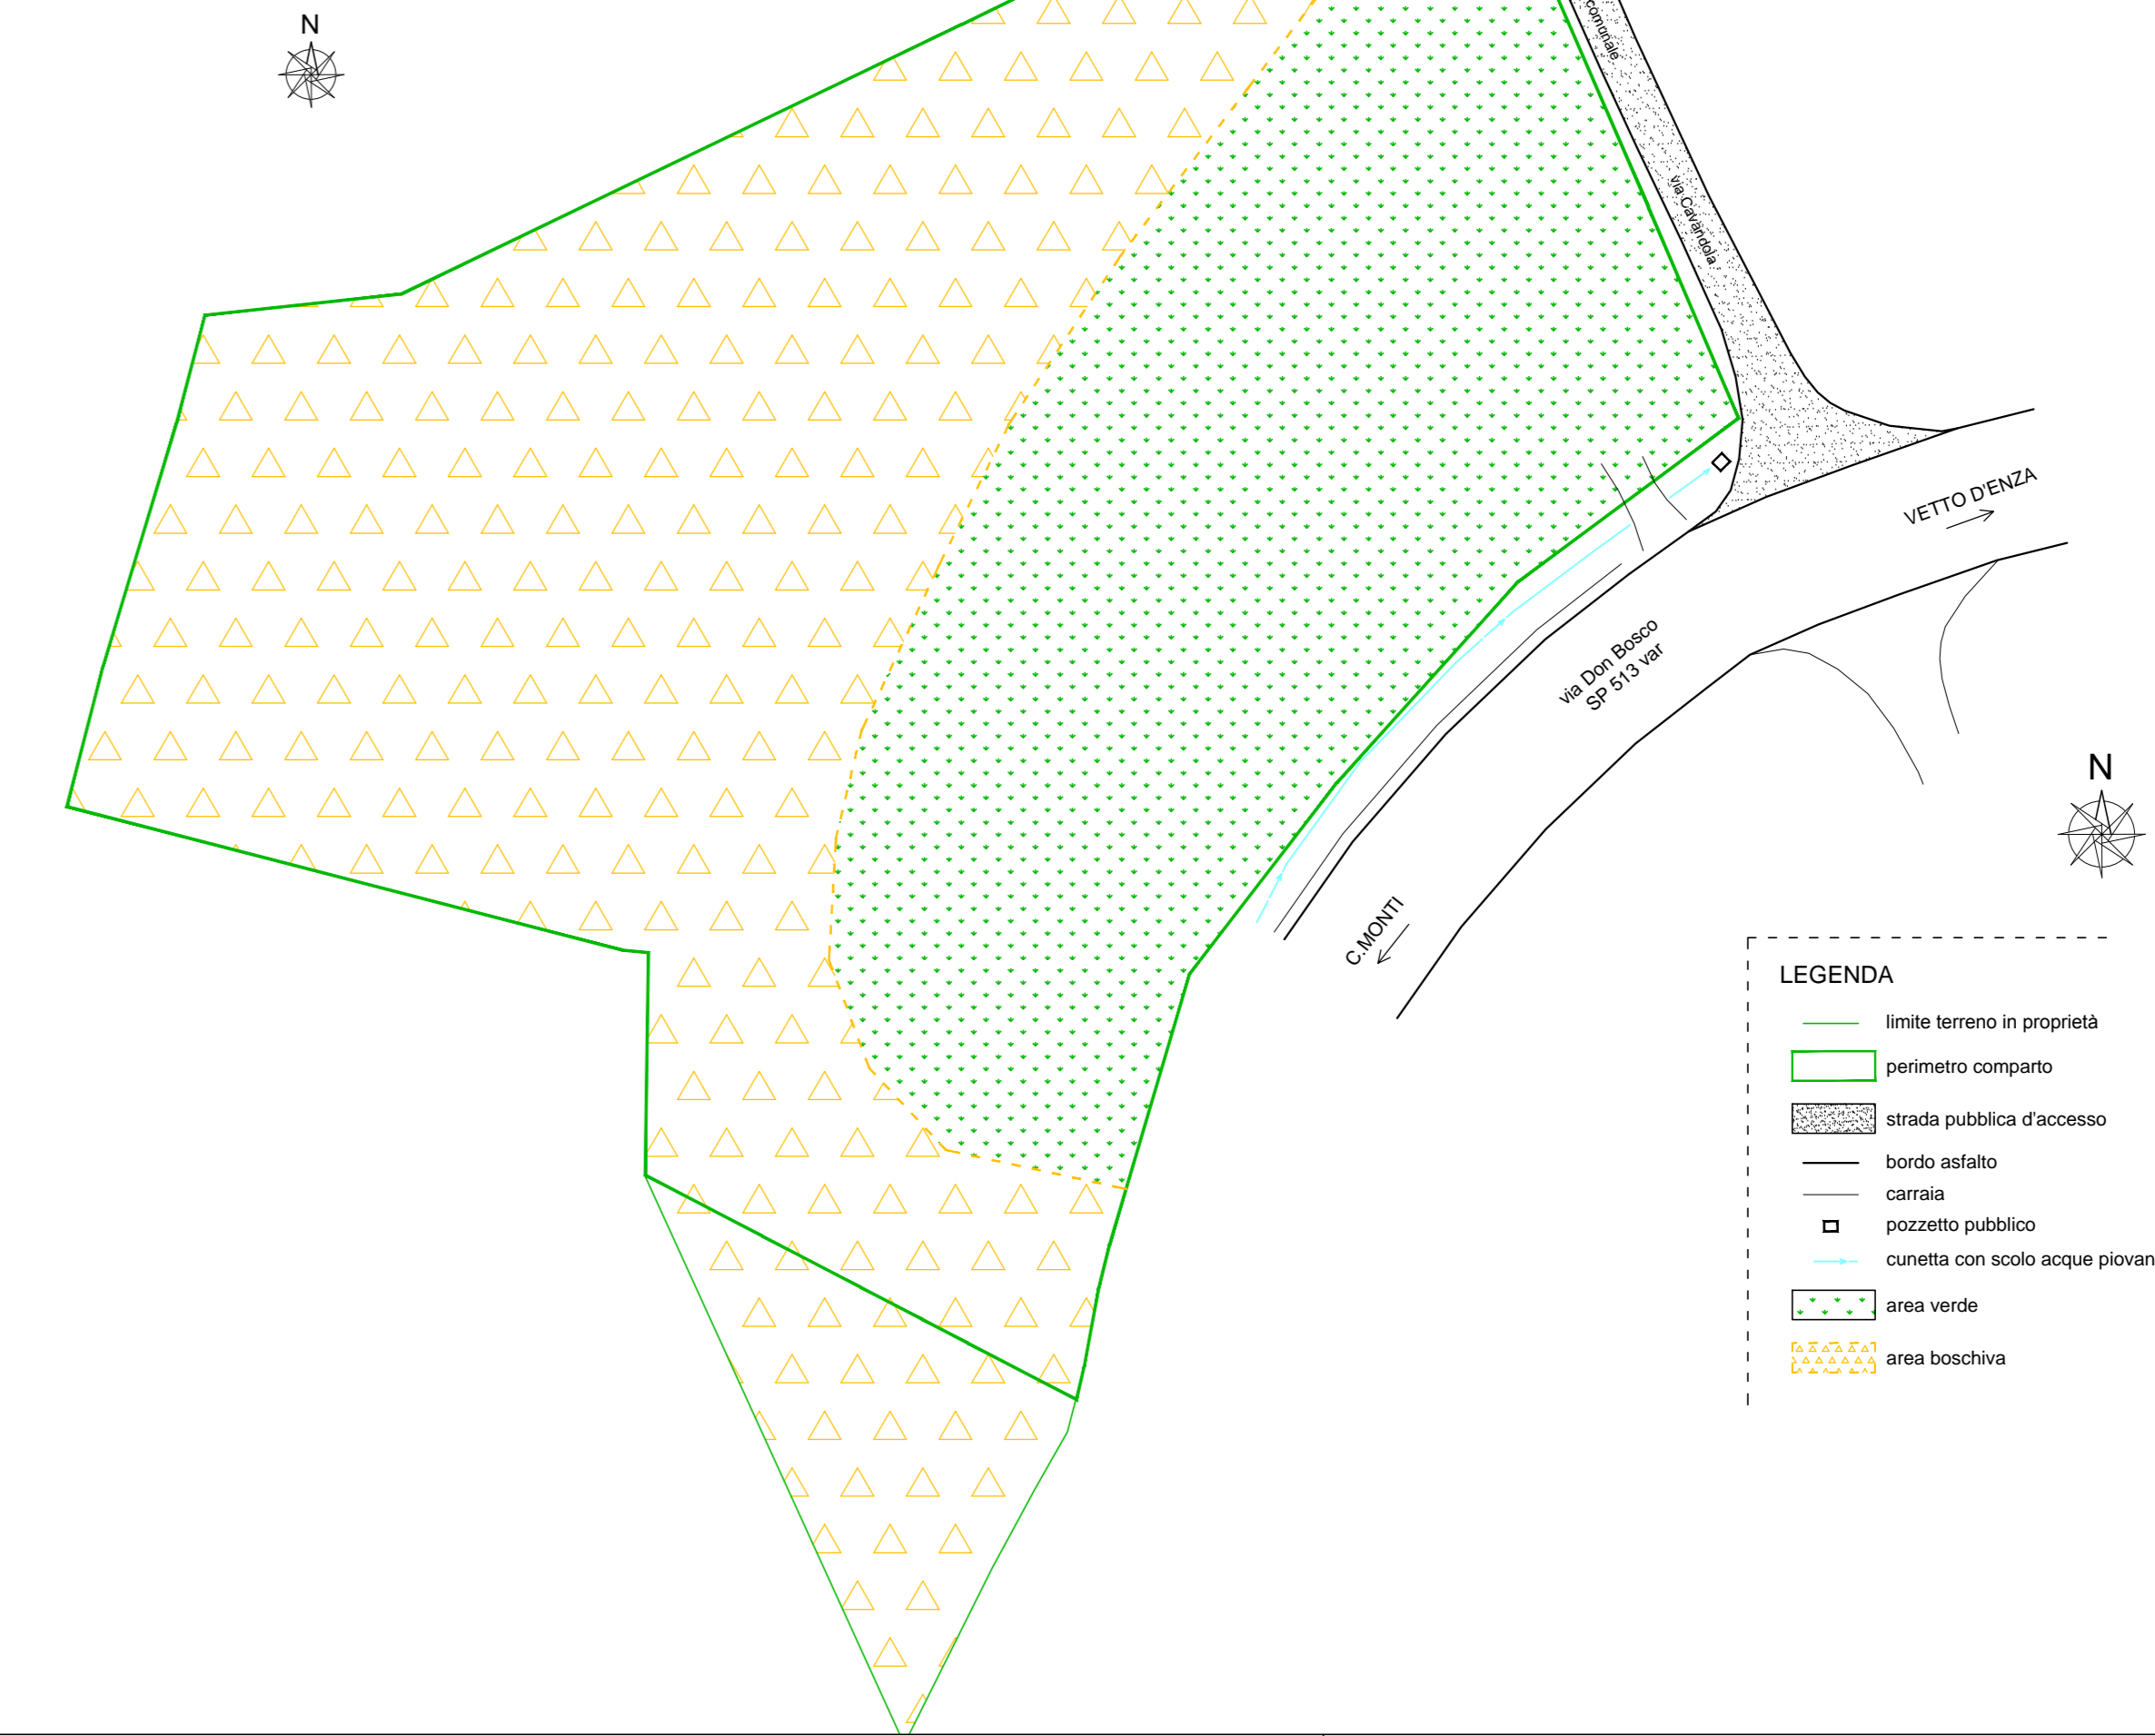 N
comunale
via Cavandola
VETTO D'ENZA
via Don Bosco
SP 513 var
C.MONTI
N
LEGENDA
limite terreno in proprietà
perimetro comparto
strada pubblica d'accesso
bordo asfalto
carraia
pozzetto pubblico
cunetta con scolo acque piovan
area verde
area boschiva